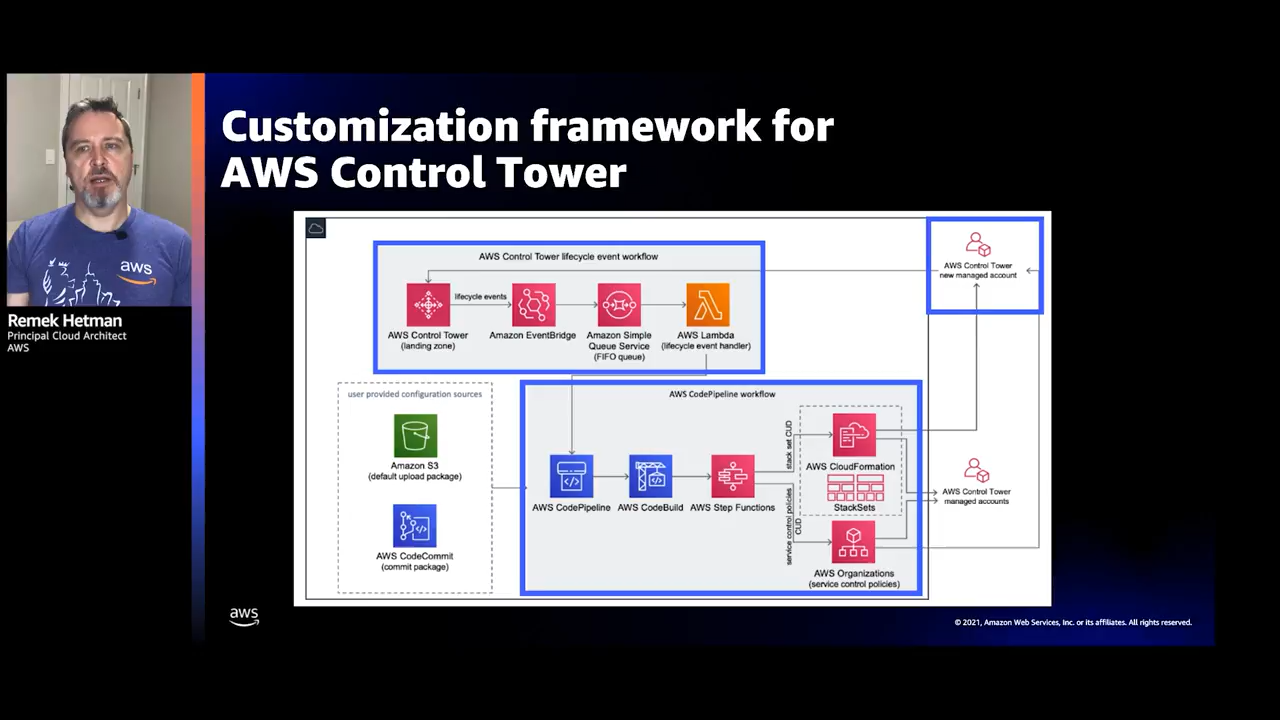 Customization framework for
AWS Control Tower
aws
Remek Hetman
Principal Cloud Architect
AWS
AWS Control Tower lifecycle event workflow
AWS Control Tower
(landing zone)
lifecycle events
Amazon EventBridge
Amazon Simple
Queue Service
(FIFO queue)
AWS Lambda
(lifecycle event handler)
AWS Control Tower
new managed account
user provided configuration sources
Amazon S3
(default upload package)
AWS CodeCommit
(commit package)
AWS CodePipeline workflow
AWS CodePipeline
AWS CodeBuild
AWS Step Functions
stack set CUD
service control policies
CUD
AWS CloudFormation
StackSets
AWS Organizations
(service control policies)
AWS Control Tower
managed accounts
aws
© 2021, Amazon Web Services, Inc. or its affiliates. All rights reserved.